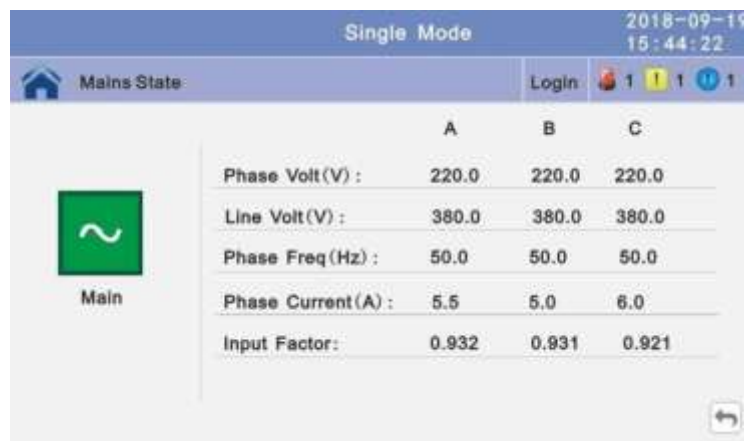 Single Mode
2018-09-19
15:44:22
Mains State Login 1 1 1
A B C
Phase Volt(V): 220.0 220.0 220.0
Line Volt(V): 380.0 380.0 380.0
Phase Freq(Hz): 50.0 50.0 50.0
Main
Phase Current(A): 5.5 5.0 6.0
Input Factor: 0.932 0.931 0.921